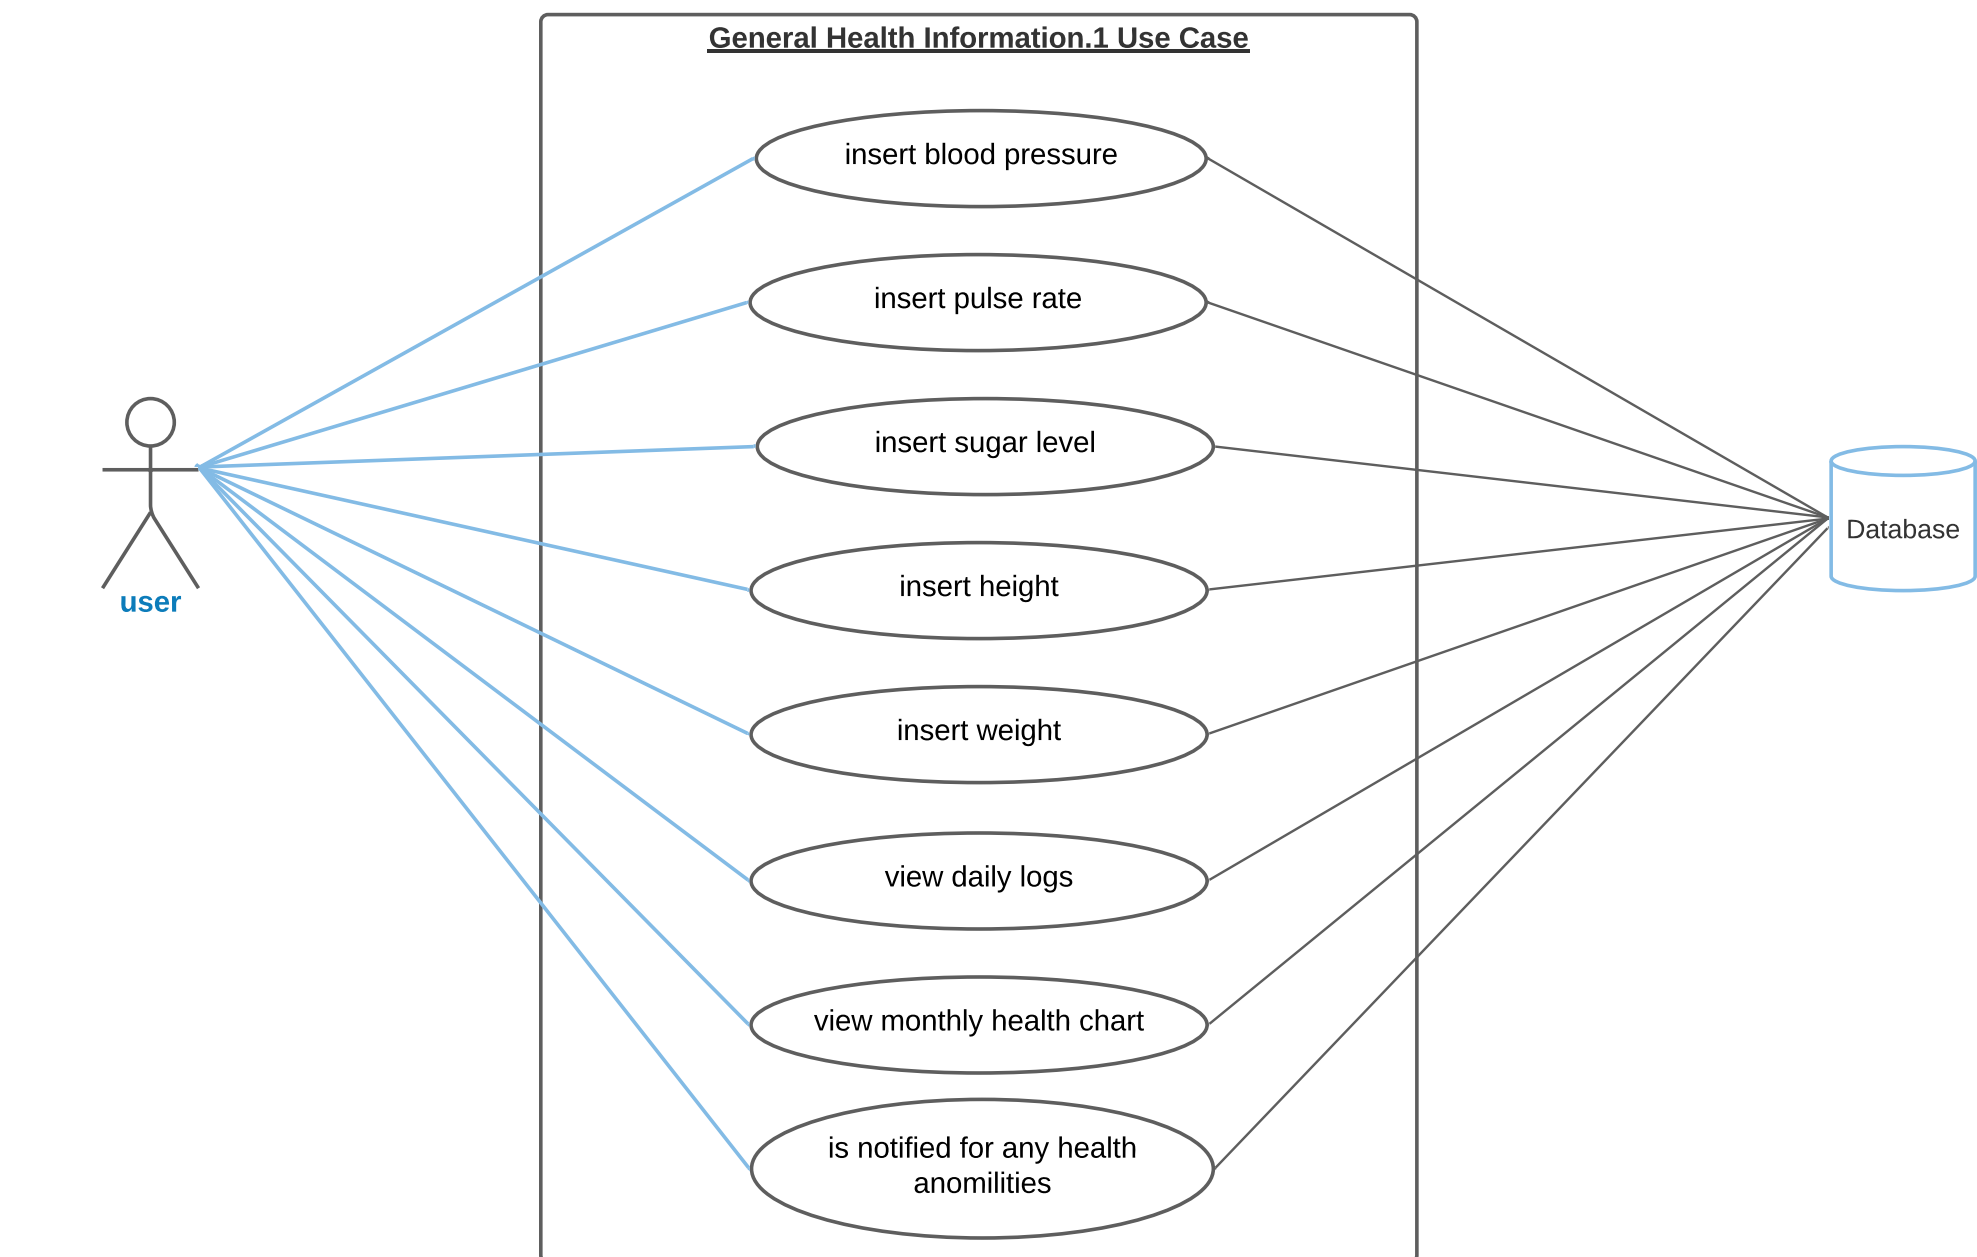 General Health Information.1 Use Case
insert blood pressure
insert pulse rate
insert sugar level
insert height
insert weight
view daily logs
view monthly health chart
is notified for any health
anomilities
user
Database